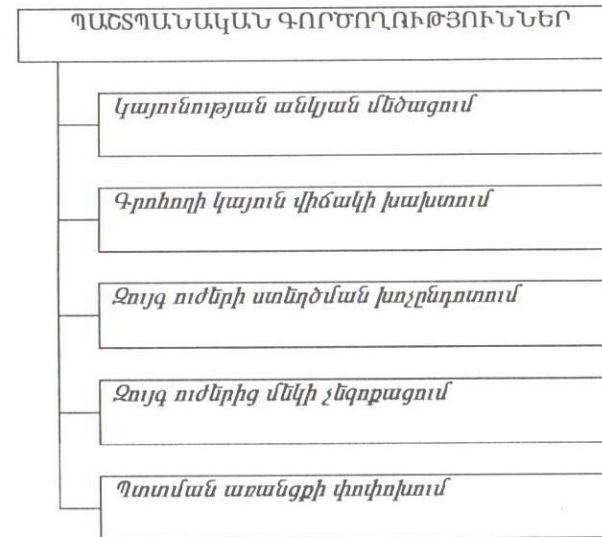 ՊԱՇՏՊԱՆԱԿԱՆ ԳՈՐԾՈՂՈՒԹՅՈՒՆՆԵՐ
Կայունության անկյան մեծացում
Գրոհողի կայուն վիճակի խախտում
Զույգ ուժերի ստեղծման խոչընդոտում
Զույգ ուժերից մեկի չեզոքացում
Պտտման առանցքի փոփոխում